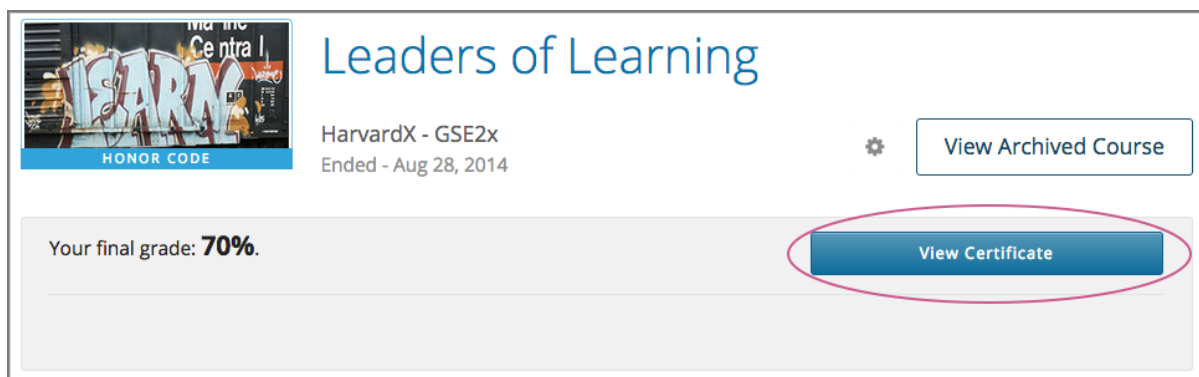 Marine
Central
LEARN
HONOR CODE
Leaders of Learning
HarvardX - GSE2x
Ended - Aug 28, 2014
View Archived Course
Your final grade: 70%.
View Certificate